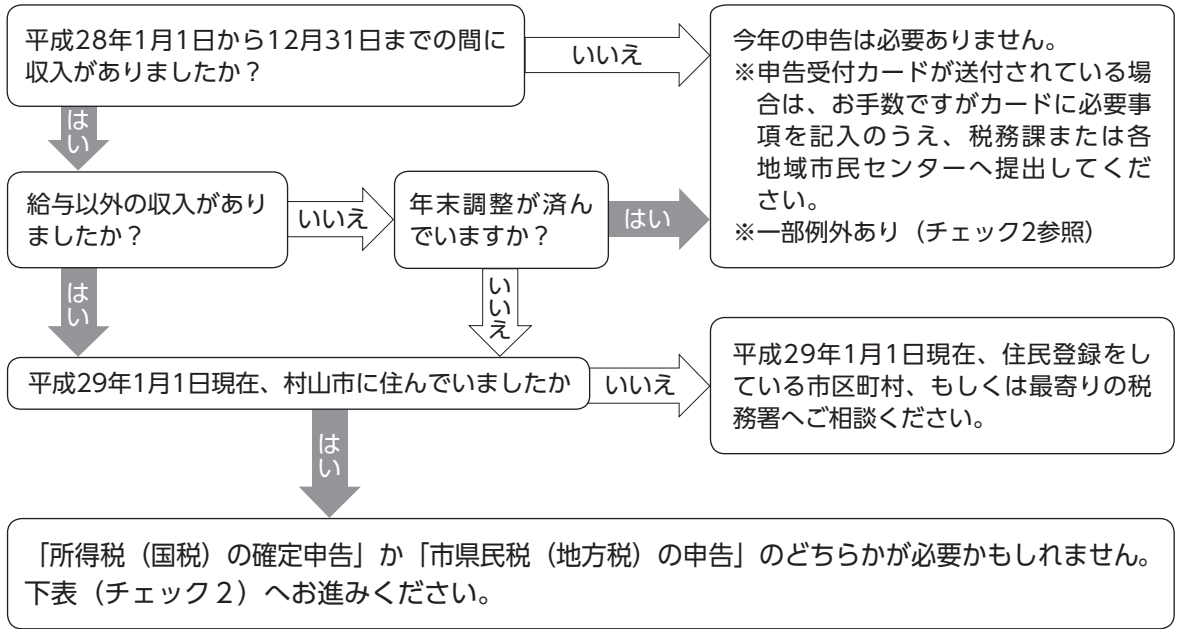 平成28年1月1日から12月31日までの間に
収入がありましたか？
いいえ
今年の申告は必要ありません。
※申告受付カードが送付されている場
合は、お手数ですがカードに必要事
項を記入のうえ、税務課または各
地域市民センターへ提出してくだ
さい。
※一部例外あり（チェック2参照）
はい
給与以外の収入があり
ましたか？
いいえ
年末調整が済ん
でいますか？
はい
はい
いいえ
平成29年1月1日現在、村山市に住んでいましたか
いいえ
平成29年1月1日現在、住民登録をし
ている市区町村、もしくは最寄りの税
務署へご相談ください。
はい
「所得税（国税）の確定申告」か「市県民税（地方税）の申告」のどちらかが必要かもしれません。
下表（チェック２）へお進みください。